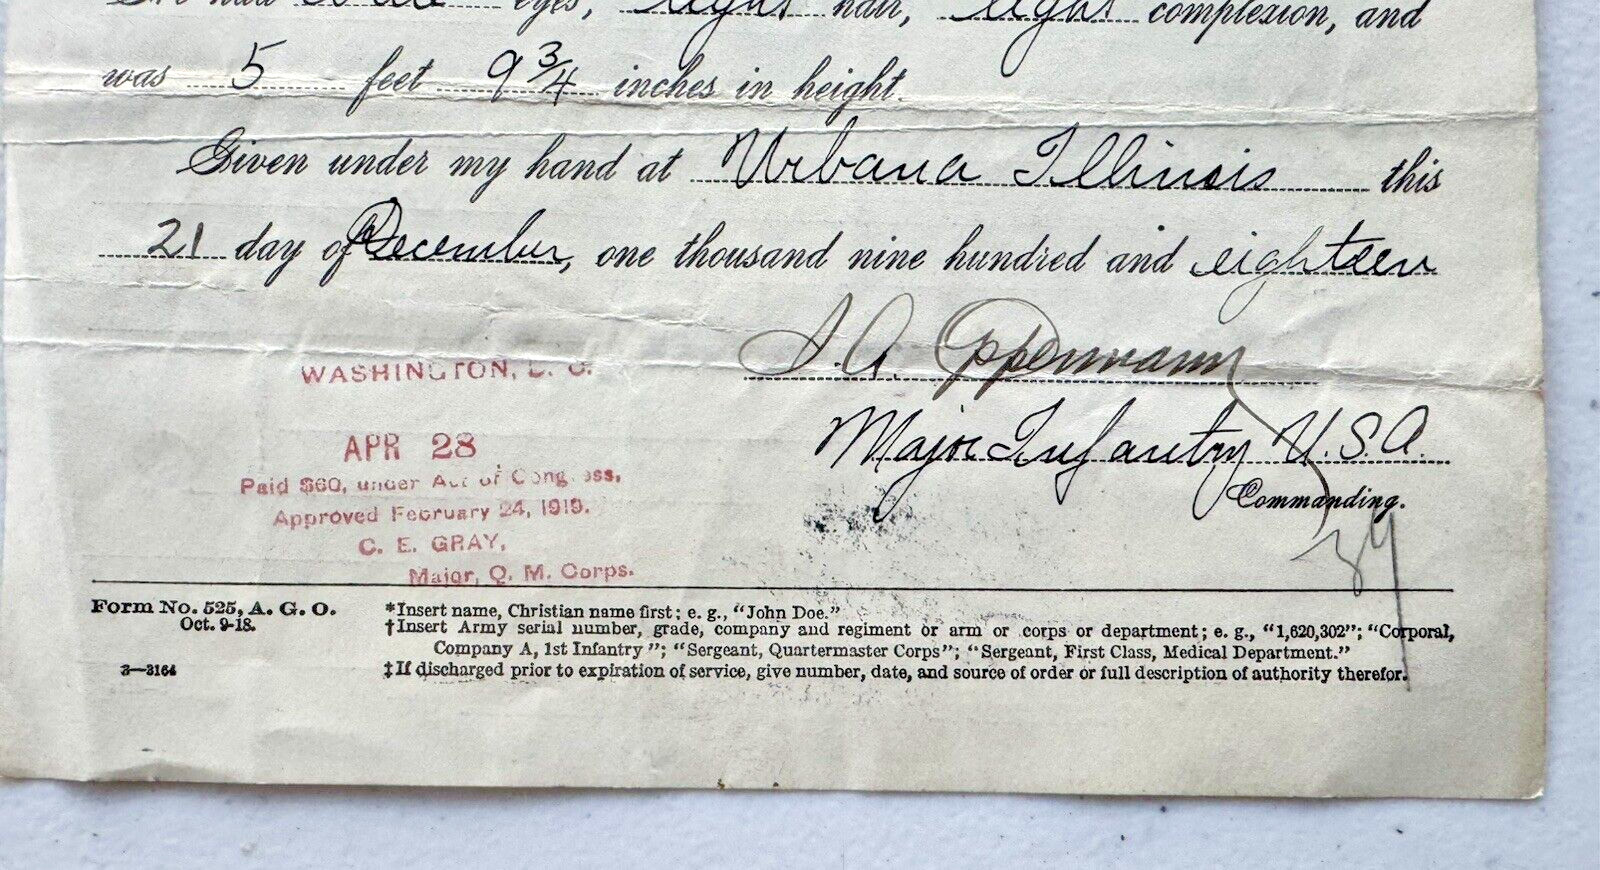 eyes, light hair, light complexion, and
was 5 feet 9 3/4 inches in height.
Given under my hand at Urbana Illinois this
21 day of December, one thousand nine hundred and eighteen
WASHINGTON, D. C.
Oppermann
Major Infantry U.S.A.
APR 28
Commanding.
Paid $60, under Act of Congress,
Approved February 24, 1919.
C. E. GRAY,
Major, Q. M. Corps.
Form No. 525, A. G. O.
Oct. 9-18.
3—3164
*Insert name, Christian name first; e. g., "John Doe."
†Insert Army serial number, grade, company and regiment or arm or corps or department; e. g., "1,620,302"; "Corporal,
Company A, 1st Infantry"; "Sergeant, Quartermaster Corps"; "Sergeant, First Class, Medical Department."
‡If discharged prior to expiration of service, give number, date, and source of order or full description of authority therefor.